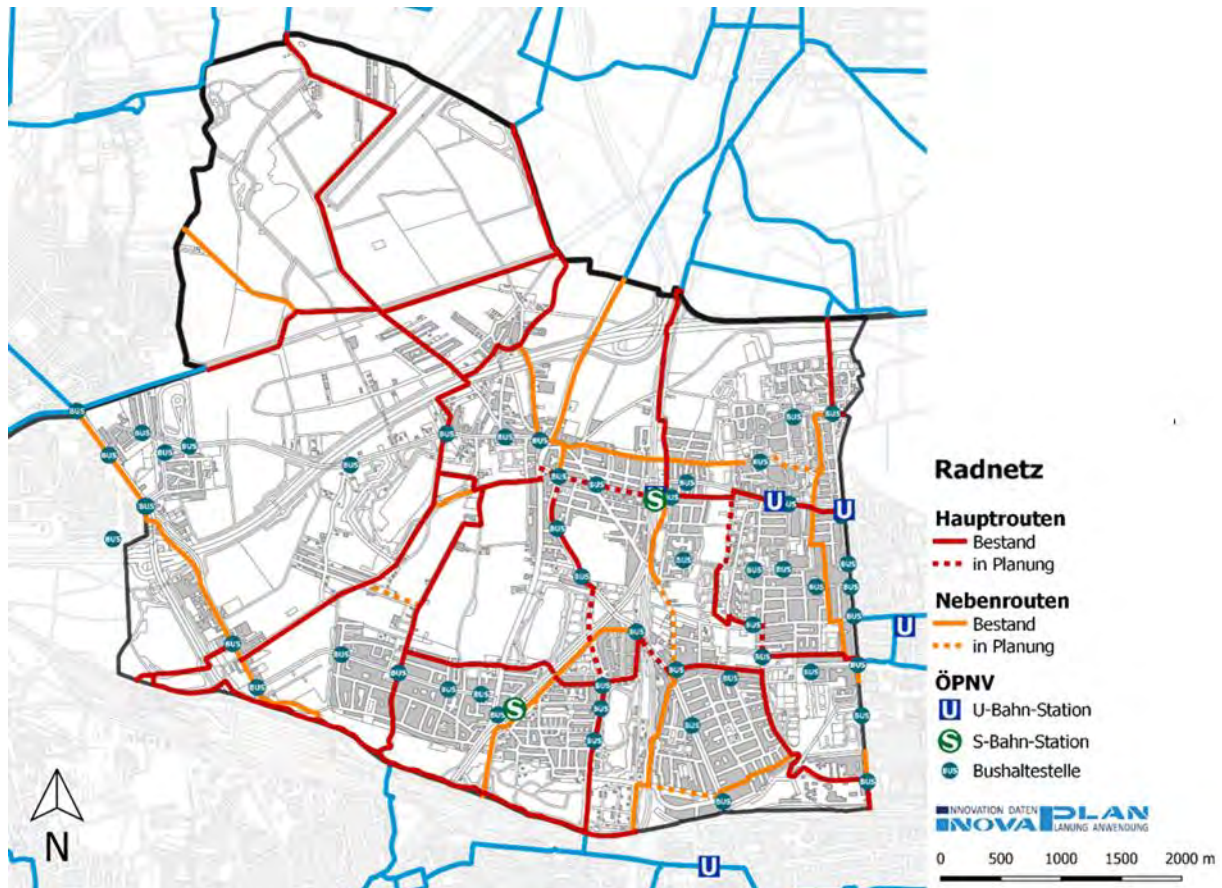 Radnetz
Hauptrouten
Bestand
in Planung
Nebenrouten
Bestand
in Planung
ÖPNV
U U-Bahn-Station
S S-Bahn-Station
BUS Bushaltestelle
INNOVATION DATEN
NOVA PLAN
PLANUNG ANWENDUNG
0 500 1000 1500 2000 m
N